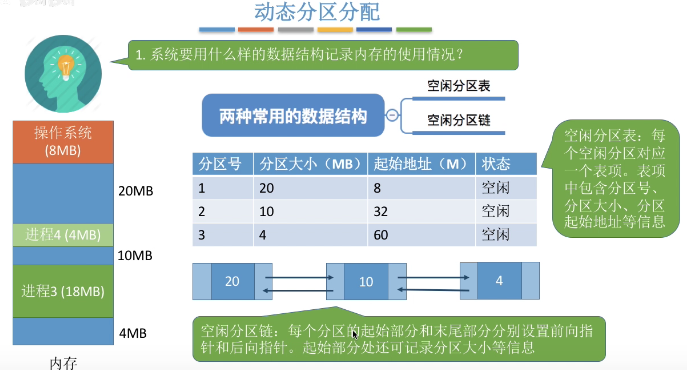 动态分区分配
1. 系统要用什么样的数据结构记录内存的使用情况？
两种常用的数据结构
空闲分区表
空闲分区链
操作系统
(8MB)
20MB
进程4 (4MB)
10MB
进程3 (18MB)
4MB
内存
分区号 分区大小（MB） 起始地址（M） 状态
1 20 8 空闲
2 10 32 空闲
3 4 60 空闲
空闲分区表：每
个空闲分区对应
一个表项。表项
中包含分区号、
分区大小、分区
起始地址等信息
20 10 4
空闲分区链：每个分区的起始部分和末尾部分分别设置前向指
针和后向指针。起始部分处还可记录分区大小等信息